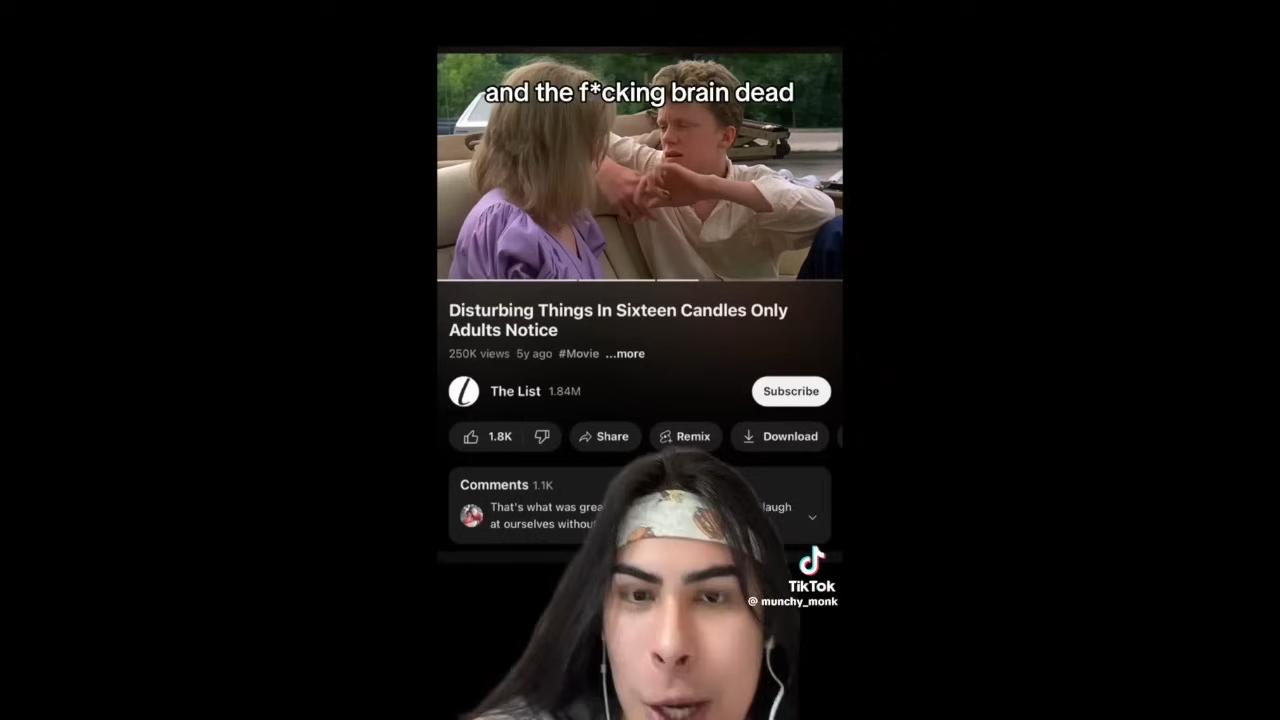 and the f*cking brain dead
Disturbing Things In Sixteen Candles Only
Adults Notice
250K views 5y ago #Movie ...more
The List 1.84M
Subscribe
1.8K
Share
Remix
Download
Comments 1.1K
That's what was grea
laugh
at ourselves without
TikTok
@ munchy_monk